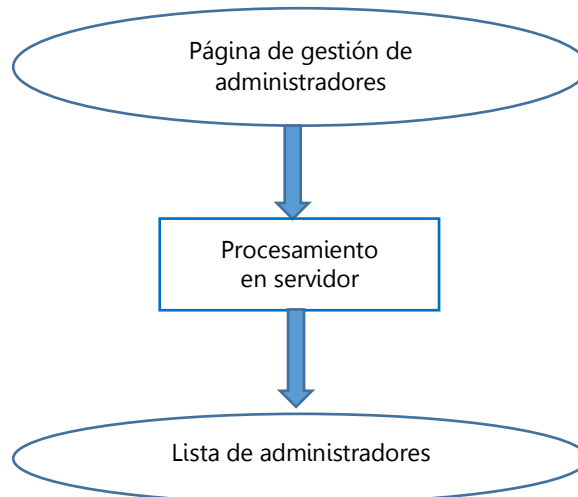 Página de gestión de
administradores
Procesamiento
en servidor
Lista de administradores